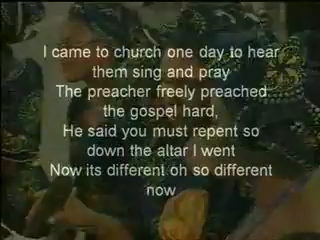 I came to church one day to hear
them sing and pray
The preacher freely preached
the gospel hard,
He said you must repent so
down the altar I went
Now its different oh so different
now